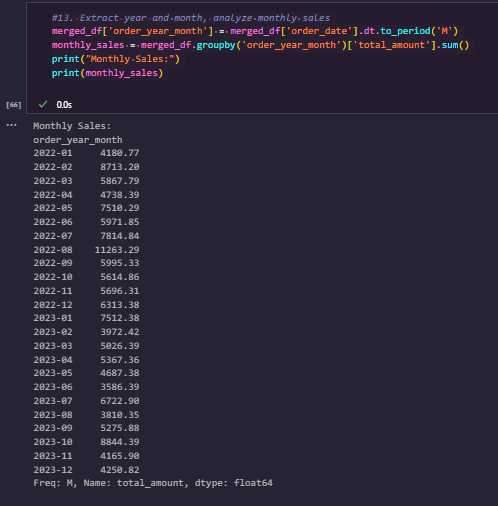 #13. Extract year and month, analyze monthly sales
merged_df['order_year_month'] = merged_df['order_date'].dt.to_period('M')
monthly_sales = merged_df.groupby('order_year_month')['total_amount'].sum()
print("Monthly Sales:")
print(monthly_sales)
[66] ✓ 0.0s
... Monthly Sales:
order_year_month
2022-01 4180.77
2022-02 8713.20
2022-03 5867.79
2022-04 4738.39
2022-05 7510.29
2022-06 5971.85
2022-07 7814.84
2022-08 11263.29
2022-09 5995.33
2022-10 5614.86
2022-11 5696.31
2022-12 6313.38
2023-01 7512.38
2023-02 3972.42
2023-03 5026.39
2023-04 5367.36
2023-05 4687.38
2023-06 3586.39
2023-07 6722.90
2023-08 3810.35
2023-09 5275.88
2023-10 8844.39
2023-11 4165.90
2023-12 4250.82
Freq: M, Name: total_amount, dtype: float64